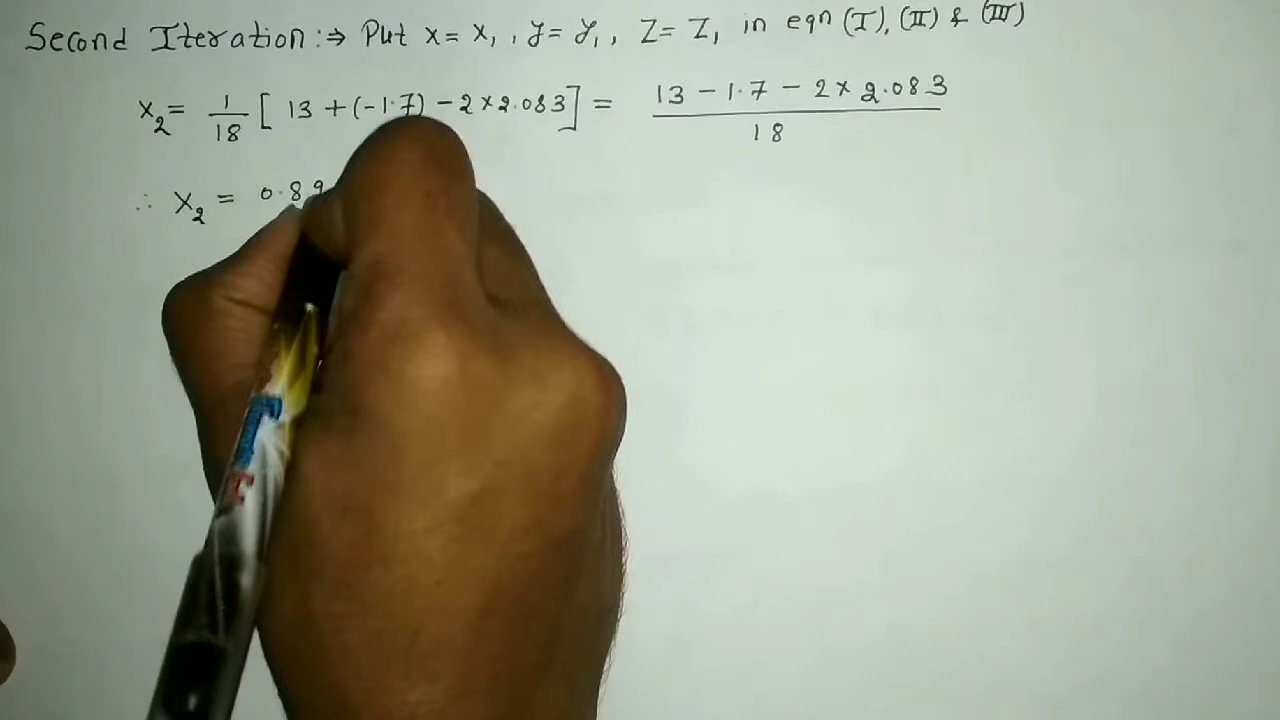 Second Iteration :⇒ Put x = x₁ , y = y₁ , Z = Z₁ in eqn (I), (II) & (III)
x₂ = 1/18 [ 13 + (-1.7) - 2×2.083 ] = 13 - 1.7 - 2×2.083 / 18
∴ x₂ = 0.89